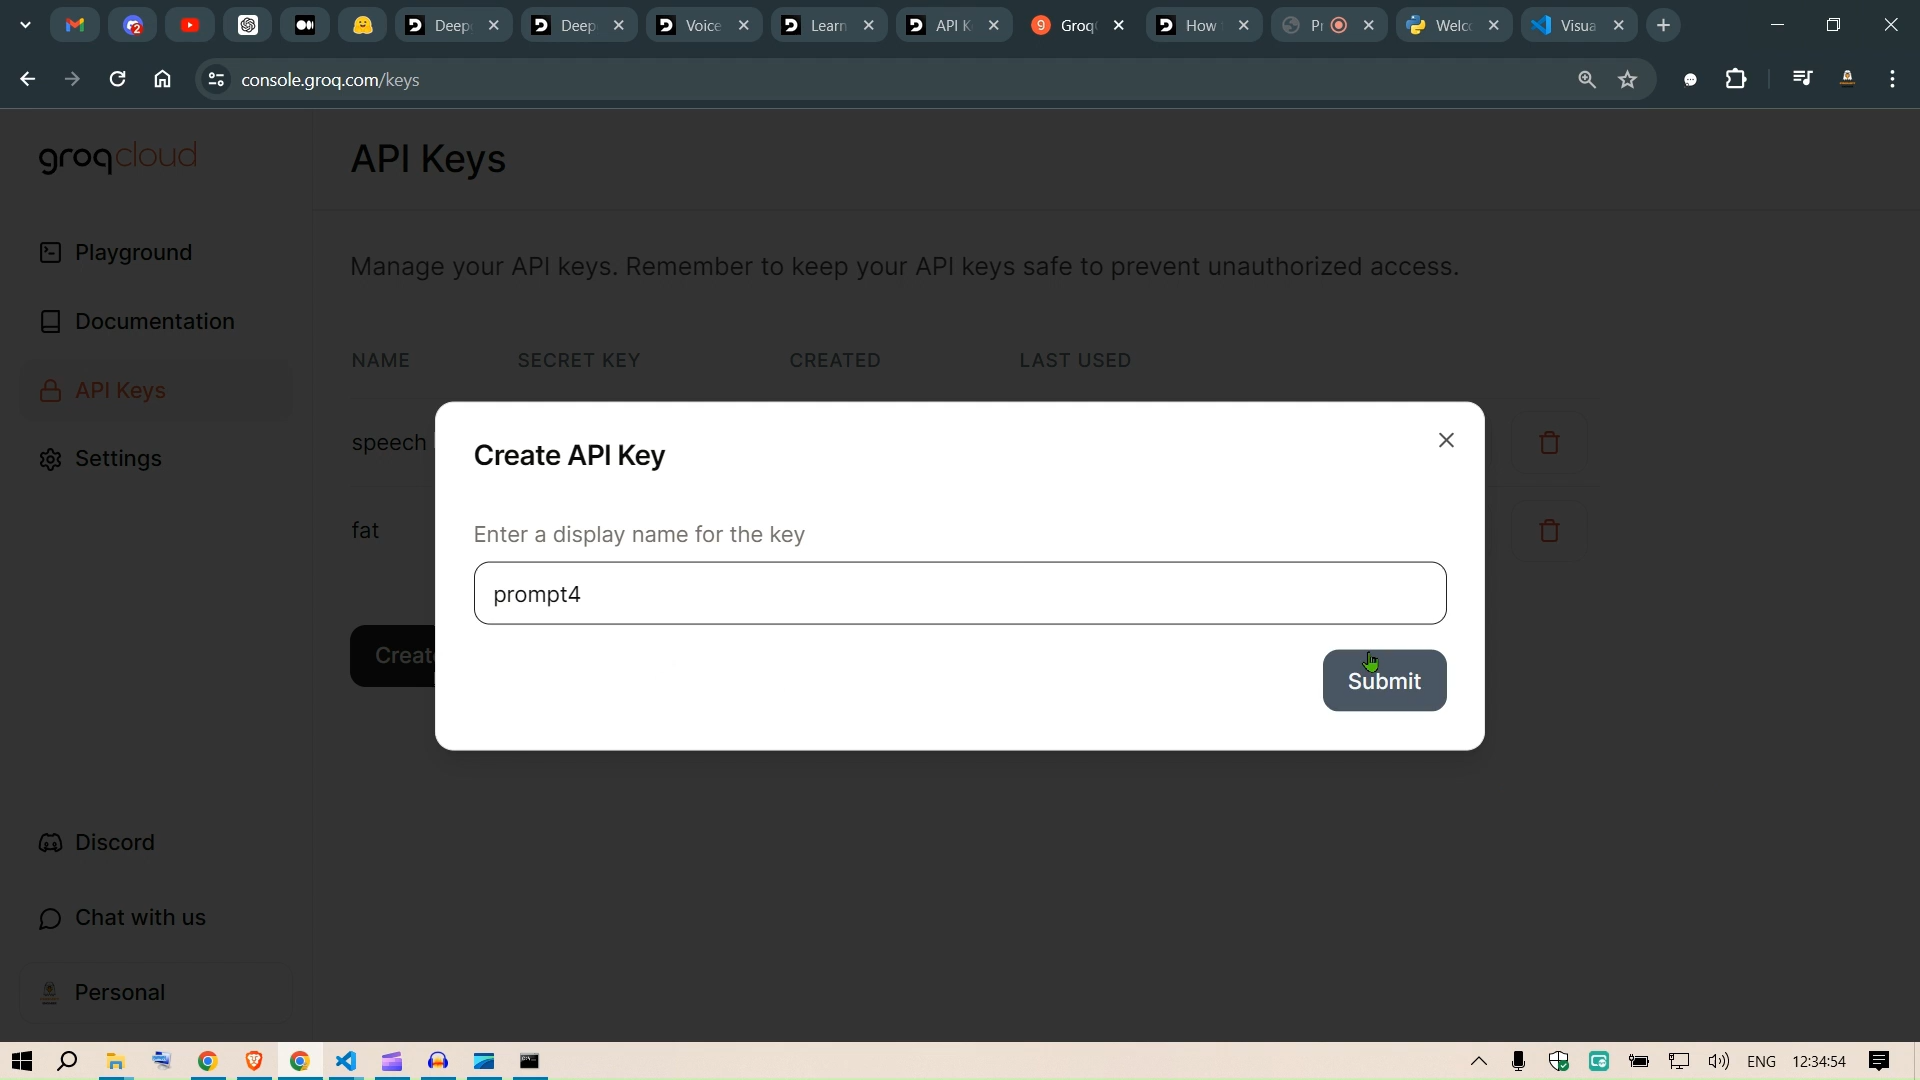 Deep
Deep
Voice
Learn
API K
Groq
How
Pr
Welc
Visua
console.groq.com/keys
groqcloud
API Keys
Playground
Manage your API keys. Remember to keep your API keys safe to prevent unauthorized access.
Documentation
NAME
SECRET KEY
CREATED
LAST USED
API Keys
speech
Create API Key
Settings
fat
Enter a display name for the key
prompt4
Create
Submit
Discord
Chat with us
Personal
ENG
12:34:54